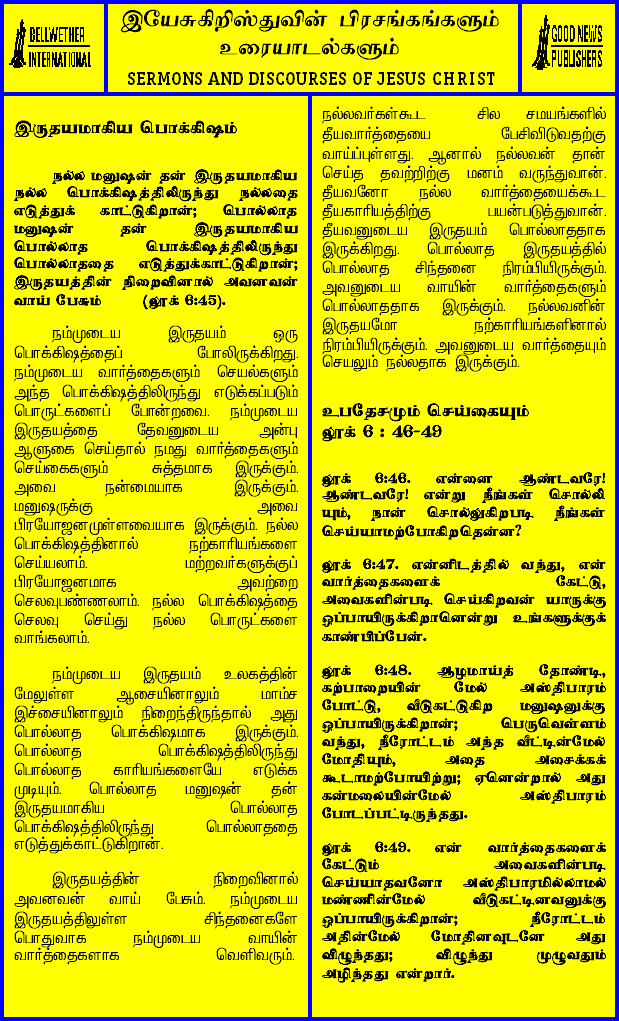 BELLWETHER
INTERNATIONAL
இயேசுகிறிஸ்துவின் பிரசங்கங்களும்
உரையாடல்களும்
SERMONS AND DISCOURSES OF JESUS CHRIST
GOOD NEWS
PUBLISHERS
இருதயமாகிய பொக்கிஷம்
நல்ல மனுஷன் தன் இருதயமாகிய
நல்ல பொக்கிஷத்திலிருந்து நல்லதை
எடுத்துக் காட்டுகிறான்; பொல்லாத
மனுஷன் தன் இருதயமாகிய
பொல்லாத பொக்கிஷத்திலிருந்து
பொல்லாததை எடுத்துக்காட்டுகிறான்;
இருதயத்தின் நிறைவினால் அவனவன்
வாய் பேசும் (லூக் 6:45).
நம்முடைய இருதயம் ஒரு
பொக்கிஷத்தைப் போலிருக்கிறது.
நம்முடைய வார்த்தைகளும் செயல்களும்
அந்த பொக்கிஷத்திலிருந்து எடுக்கப்படும்
பொருட்களைப் போன்றவை. நம்முடைய
இருதயத்தை தேவனுடைய அன்பு
ஆளுகை செய்தால் நமது வார்த்தைகளும்
செய்கைகளும் சுத்தமாக இருக்கும்.
அவை நன்மையாக இருக்கும்.
மனுஷருக்கு அவை
பிரயோஜனமுள்ளவையாக இருக்கும். நல்ல
பொக்கிஷத்தினால் நற்காரியங்களை
செய்யலாம். மற்றவர்களுக்குப்
பிரயோஜனமாக அவற்றை
செலவுபண்ணலாம். நல்ல பொக்கிஷத்தை
செலவு செய்து நல்ல பொருட்களை
வாங்கலாம்.
நம்முடைய இருதயம் உலகத்தின்
மேலுள்ள ஆசையினாலும் மாம்ச
இச்சையினாலும் நிறைந்திருந்தால் அது
பொல்லாத பொக்கிஷமாக இருக்கும்.
பொல்லாத பொக்கிஷத்திலிருந்து
பொல்லாத காரியங்களையே எடுக்க
முடியும். பொல்லாத மனுஷன் தன்
இருதயமாகிய பொல்லாத
பொக்கிஷத்திலிருந்து பொல்லாததை
எடுத்துக்காட்டுகிறான்.
இருதயத்தின் நிறைவினால்
அவனவன் வாய் பேசும். நம்முடைய
இருதயத்திலுள்ள சிந்தனைகளே
பொதுவாக நம்முடைய வாயின்
வார்த்தைகளாக வெளிவரும்.
நல்லவர்கள்கூட சில சமயங்களில்
தீயவார்த்தையை பேசிவிடுவதற்கு
வாய்ப்புள்ளது. ஆனால் நல்லவன் தான்
செய்த தவற்றிற்கு மனம் வருந்துவான்.
தீயவனோ நல்ல வார்த்தையைக்கூட
தீயகாரியத்திற்கு பயன்படுத்துவான்.
தீயவனுடைய இருதயம் பொல்லாததாக
இருக்கிறது. பொல்லாத இருதயத்தில்
பொல்லாத சிந்தனை நிரம்பியிருக்கும்.
அவனுடைய வாயின் வார்த்தைகளும்
பொல்லாததாக இருக்கும். நல்லவனின்
இருதயமோ நற்காரியங்களினால்
நிரம்பியிருக்கும். அவனுடைய வார்த்தையும்
செயலும் நல்லதாக இருக்கும்.
உபதேசமும் செய்கையும்
லூக் 6 : 46-49
லூக் 6:46. என்னை ஆண்டவரே!
ஆண்டவரே! என்று நீங்கள் சொல்லி
யும், நான் சொல்லுகிறபடி நீங்கள்
செய்யாமற்போகிறதென்ன?
லூக் 6:47. என்னிடத்தில் வந்து, என்
வார்த்தைகளைக் கேட்டு,
அவைகளின்படி செய்கிறவன் யாருக்கு
ஒப்பாயிருக்கிறானென்று உங்களுக்குக்
காண்பிப்பேன்.
லூக் 6:48. ஆழமாய்த் தோண்டி,
கற்பாறையின் மேல் அஸ்திபாரம்
போட்டு, வீடுகட்டுகிற மனுஷனுக்கு
ஒப்பாயிருக்கிறான்; பெருவெள்ளம்
வந்து, நீரோட்டம் அந்த வீட்டின்மேல்
மோதியும், அதை அசைக்கக்
கூடாமற்போயிற்று; ஏனென்றால் அது
கன்மலையின்மேல் அஸ்திபாரம்
போடப்பட்டிருந்தது.
லூக் 6:49. என் வார்த்தைகளைக்
கேட்டும் அவைகளின்படி
செய்யாதவனோ அஸ்திபாரமில்லாமல்
மண்ணின்மேல் வீடுகட்டினவனுக்கு
ஒப்பாயிருக்கிறான்; நீரோட்டம்
அதின்மேல் மோதினவுடனே அது
விழுந்தது; விழுந்து முழுவதும்
அழிந்தது என்றார்.